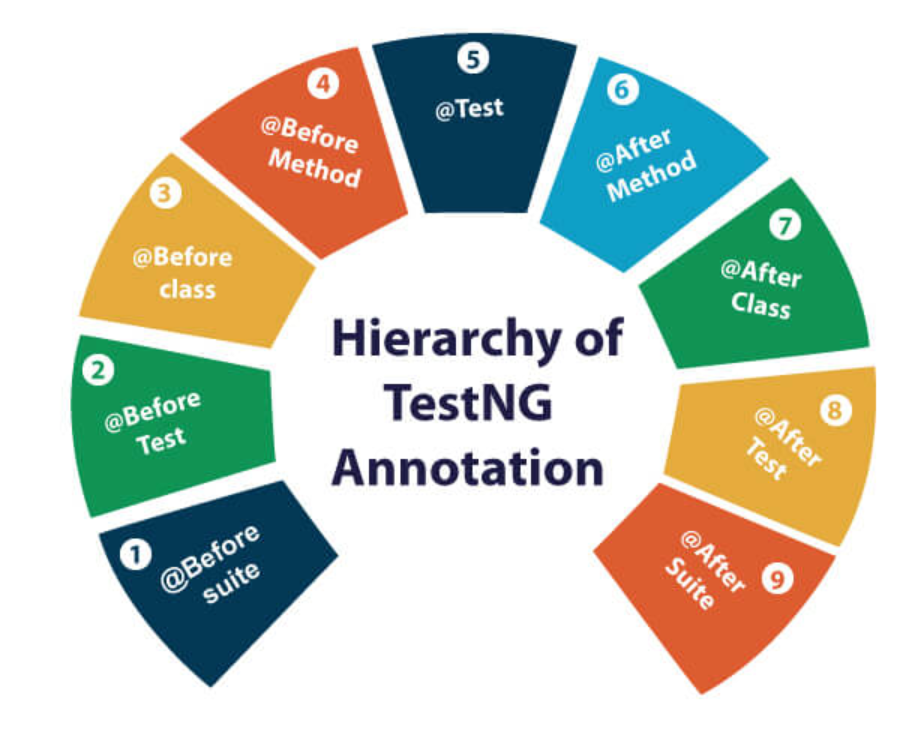 1
@Before
suite
2
@Before
Test
3
@Before
class
4
@Before
Method
5
@Test
6
@After
Method
7
@After
Class
8
@After
Test
9
@After
Suite
Hierarchy of
TestNG
Annotation